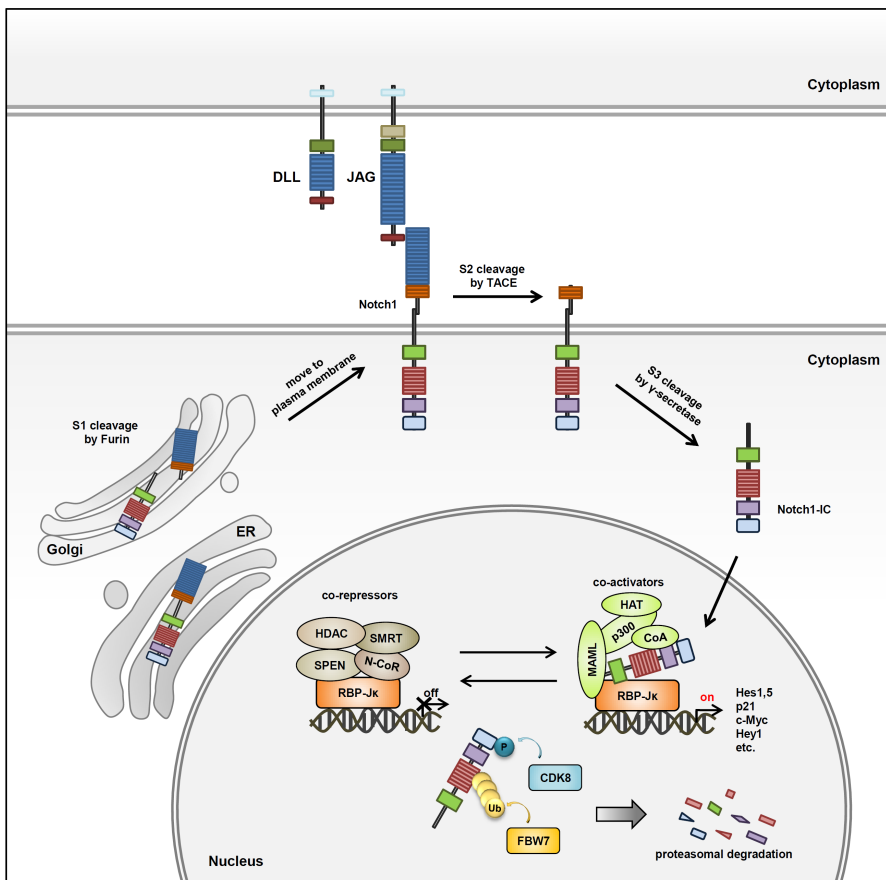 Cytoplasm
DLL
JAG
S2 cleavage
by TACE
Notch1
Cytoplasm
move to
plasma membrane
S3 cleavage
by γ-secretase
S1 cleavage
by Furin
Notch1-IC
ER
Golgi
co-repressors
co-activators
HDAC
SMRT
SPEN
N-CoR
RBP-Jκ
off
HAT
p300
CoA
MAML
RBP-Jκ
on
Hes1,5
p21
c-Myc
Hey1
etc.
P
CDK8
Ub
FBW7
proteasomal degradation
Nucleus